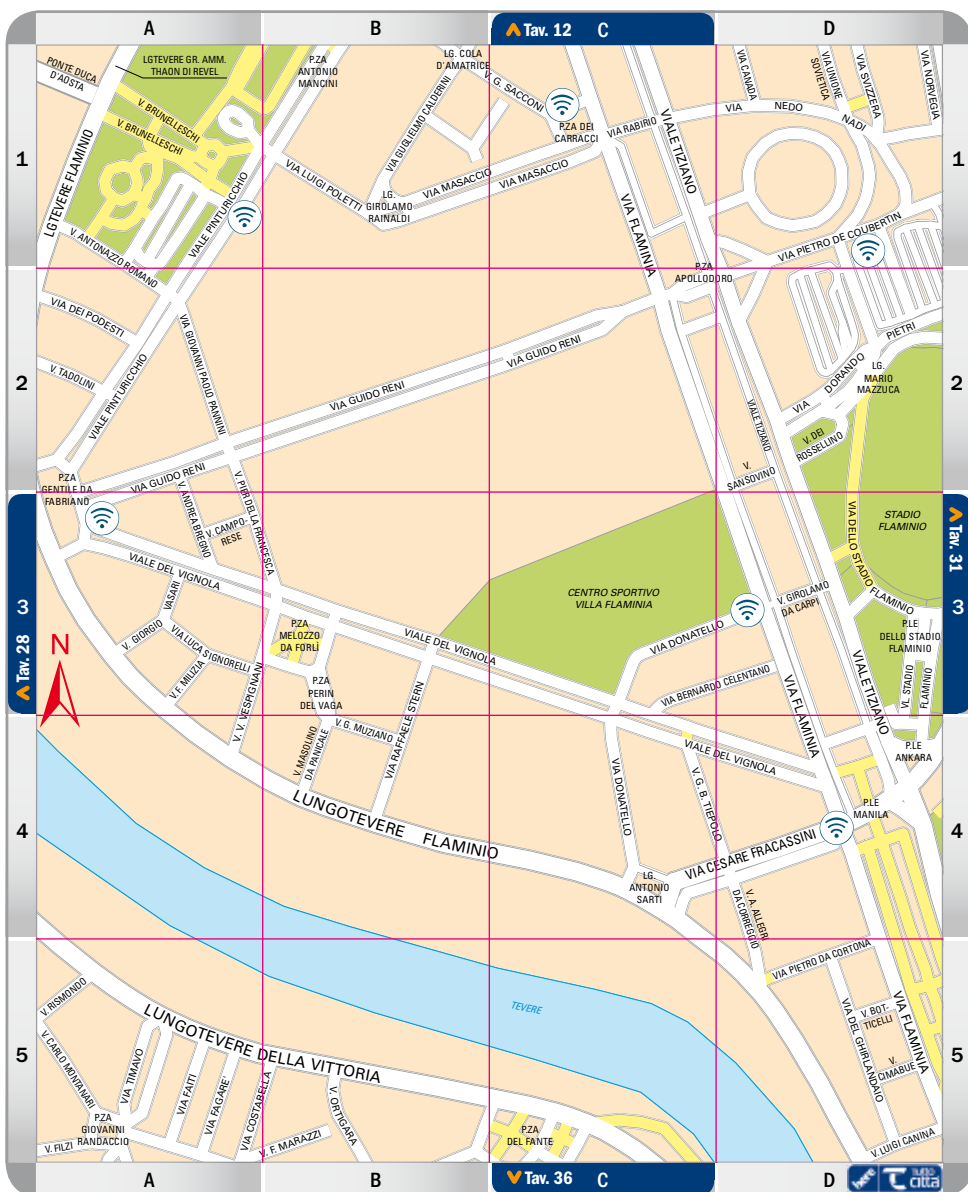 A
B
Tav. 12 C
D
1
2
3
4
5
1
2
3
4
5
Tav. 28
Tav. 31
N
PONTE DUCA
D'AOSTA
LGTEVERE GR. AMM.
THAON DI REVEL
V. BRUNELLESCHI
V. BRUNELLESCHI
LGTEVERE FLAMINIO
P.ZA
ANTONIO
MANCINI
LG. COLA
D'AMATRICE
V. G. SACCONI
VIA GUGLIELMO CALDERINI
P.ZA DEI
CARRACCI
VIA RABIRIO
VIALE TIZIANO
VIA CANADA
VIA UNIONE
SOVIETICA
VIA SVIZZERA
VIA NORVEGIA
VIA NEDO NADI
VIA LUIGI POLETTI
LG.
GIROLAMO
RAINALDI
VIA MASACCIO
VIA MASACCIO
VIA FLAMINIA
VIALE PINTURICCHIO
V. ANTONAZZO ROMANO
VIA PIETRO DE COUBERTIN
P.ZA
APOLLODORO
VIA DEI PODESTI
VIA GIOVANNI PAOLO PANNINI
V. TADOLINI
VIALE PINTURICCHIO
VIA GUIDO RENI
VIA GUIDO RENI
VIA GUIDO RENI
VIALE TIZIANO
VIA DORANDO PIETRI
LG.
MARIO
MAZZUCA
V. DEI
ROSSELLINO
V.
SANSOVINO
P.ZA
GENTILE DA
FABRIANO
V. ANDREA BREGNO
V. CAMPO-
RESE
V. PIER DELLA FRANCESCA
VIALE DEL VIGNOLA
VIALE DEL VIGNOLA
CENTRO SPORTIVO
VILLA FLAMINIA
STADIO
FLAMINIO
VIA DELLO STADIO FLAMINIO
V. GIROLAMO
DA CARPI
P.LE
DELLO STADIO
FLAMINIO
VL. STADIO
FLAMINIO
VIA DONATELLO
VIA BERNARDO CELENTANO
V. GIORGIO VASARI
VIA LUCA SIGNORELLI
V. F. MILIZIA
V. V. VESPIGNANI
P.ZA
MELOZZO
DA FORLÌ
P.ZA
PERIN
DEL VAGA
V. G. MUZIANO
V. MASOLINO
DA PANICALE
VIA RAFFAELE STERN
VIA FLAMINIA
VIALE TIZIANO
VIALE DEL VIGNOLA
P.LE
ANKARA
P.LE
MANILA
VIA DONATELLO
V. G. B. TIEPOLO
VIA CESARE FRACASSINI
LG.
ANTONIO
SARTI
V. A. ALLEGRI
DA CORREGGIO
LUNGOTEVERE FLAMINIO
TEVERE
VIA PIETRO DA CORTONA
VIA DEL GHIRLANDAIO
V. BOT-
TICELLI
V.
CIMABUE
VIA FLAMINIA
V. LUIGI CANINA
V. RISMONDO
V. CARLO MONTANARI
LUNGOTEVERE DELLA VITTORIA
VIA TIMAVO
VIA FAITI
VIA FAGARE'
VIA COSTABELLA
V. ORTIGARA
P.ZA
GIOVANNI
RANDACCIO
V. FILZI
V. F. MARAZZI
P.ZA
DEL FANTE
A
B
Tav. 36 C
D
here
TUTTO
città